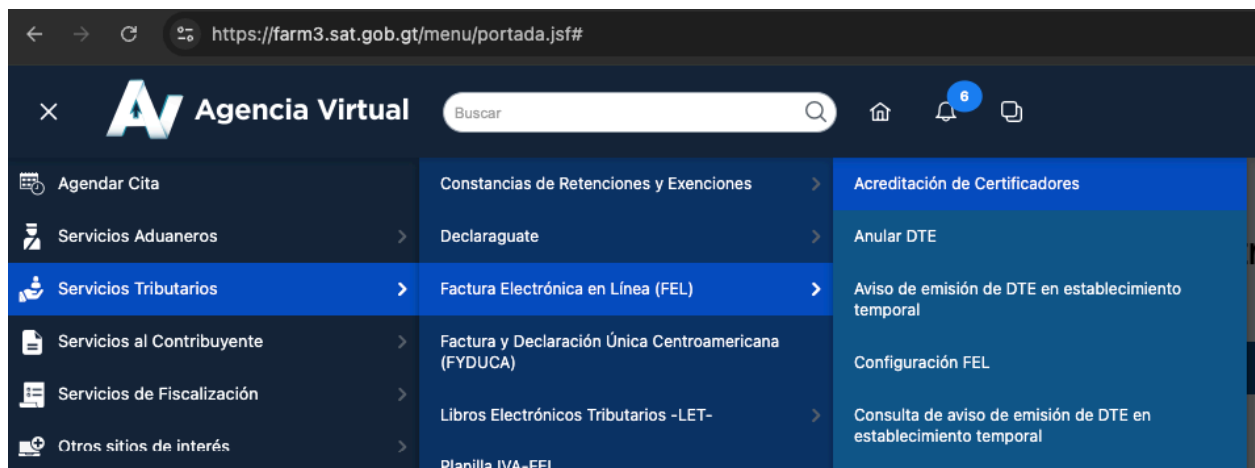 https://farm3.sat.gob.gt/menu/portada.jsf#
Agencia Virtual
Buscar
6
Agendar Cita
Servicios Aduaneros
Servicios Tributarios
Servicios al Contribuyente
Servicios de Fiscalización
Otros sitios de interés
Constancias de Retenciones y Exenciones
Declaraguate
Factura Electrónica en Línea (FEL)
Factura y Declaración Única Centroamericana
(FYDUCA)
Libros Electrónicos Tributarios -LET-
Planilla IVA-FEL
Acreditación de Certificadores
Anular DTE
Aviso de emisión de DTE en establecimiento
temporal
Configuración FEL
Consulta de aviso de emisión de DTE en
establecimiento temporal